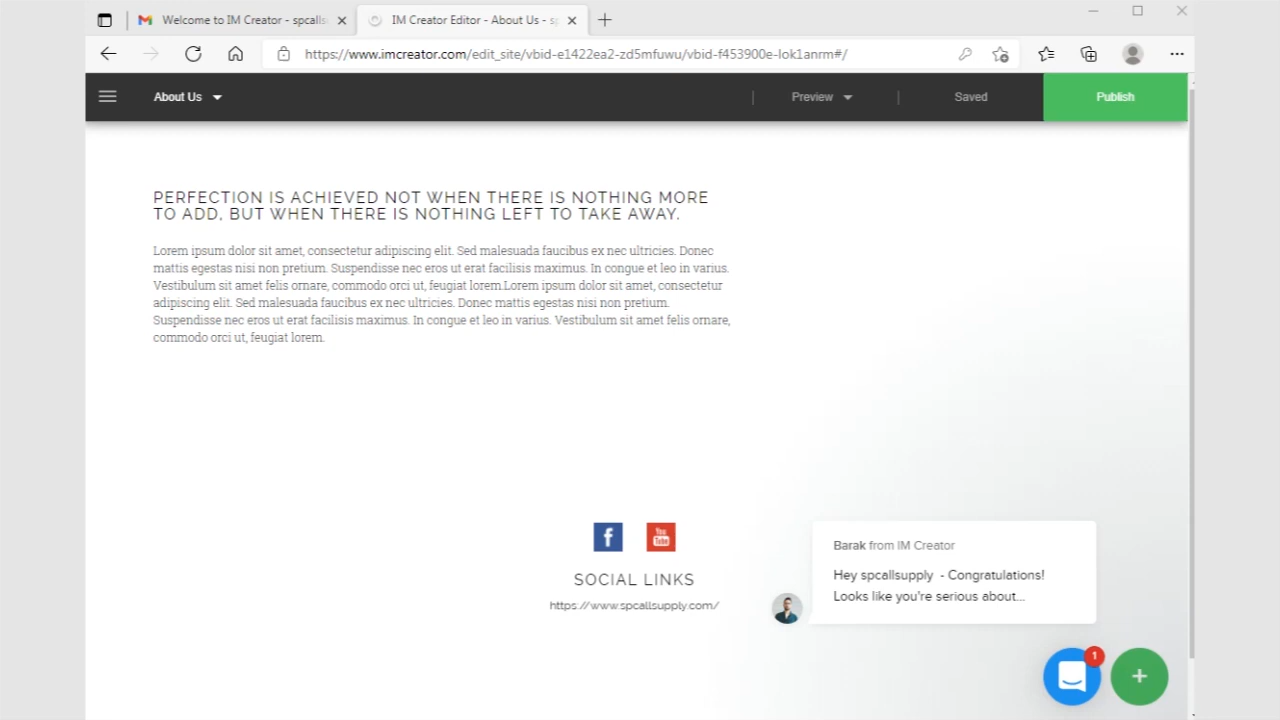 Welcome to IM Creator - spcalls
IM Creator Editor - About Us - s
https://www.imcreator.com/edit_site/vbid-e1422ea2-zd5mfuwu/vbid-f453900e-lok1anrm#/
About Us
Preview
Saved
Publish
PERFECTION IS ACHIEVED NOT WHEN THERE IS NOTHING MORE
TO ADD, BUT WHEN THERE IS NOTHING LEFT TO TAKE AWAY.
Lorem ipsum dolor sit amet, consectetur adipiscing elit. Sed malesuada faucibus ex nec ultricies. Donec
mattis egestas nisi non pretium. Suspendisse nec eros ut erat facilisis maximus. In congue et leo in varius.
Vestibulum sit amet felis ornare, commodo orci ut, feugiat lorem.Lorem ipsum dolor sit amet, consectetur
adipiscing elit. Sed malesuada faucibus ex nec ultricies. Donec mattis egestas nisi non pretium.
Suspendisse nec eros ut erat facilisis maximus. In congue et leo in varius. Vestibulum sit amet felis ornare,
commodo orci ut, feugiat lorem.
f
You Tube
SOCIAL LINKS
https://www.spcallsupply.com/
Barak from IM Creator
Hey spcallsupply - Congratulations!
Looks like you're serious about...
1